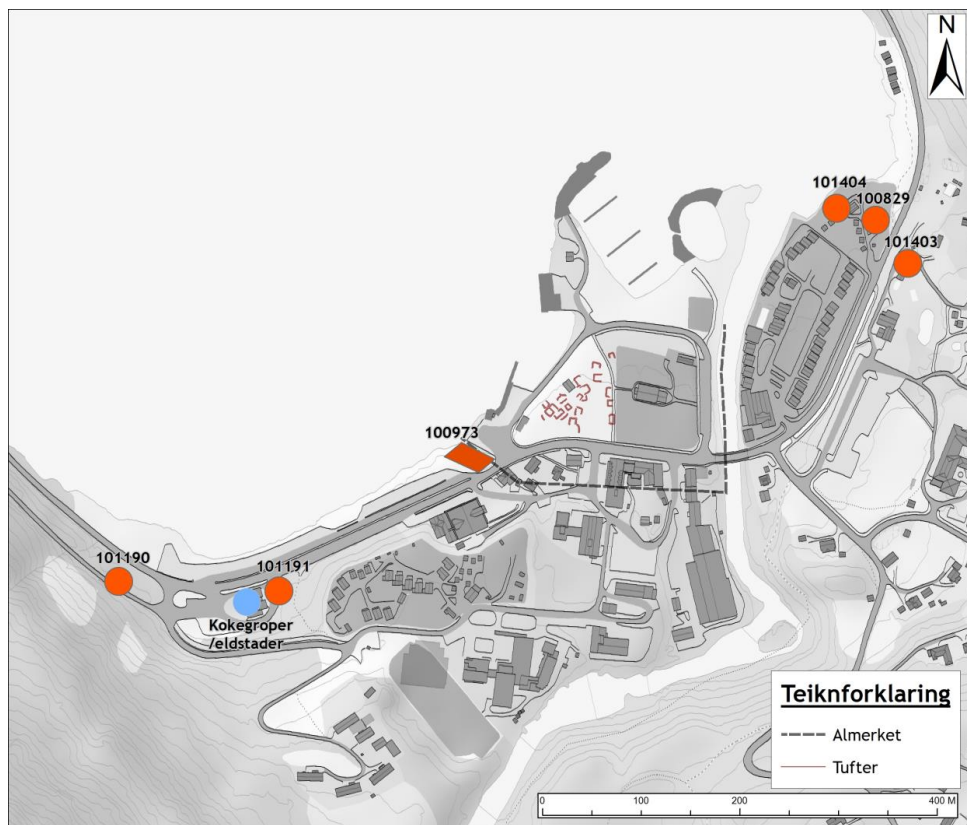 N
101404
100829
101403
100973
101190
101191
Kokegroper
/eldstader
Teiknforklaring
Almerket
Tufter
0 100 200 400 M